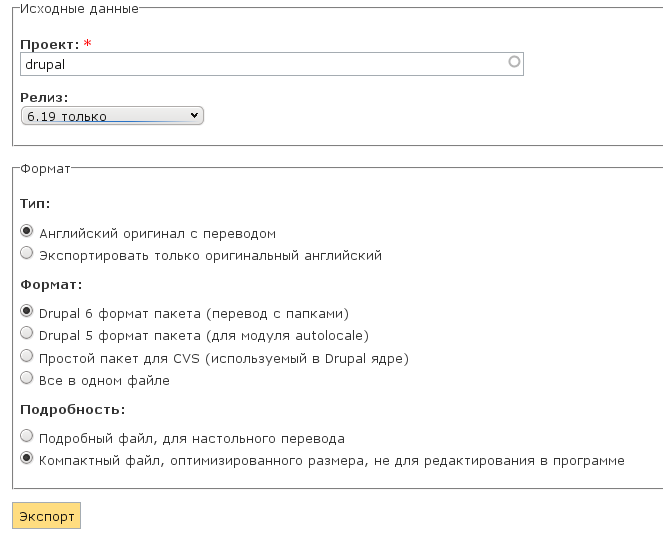 Исходные данные
Проект: *
drupal
Релиз:
6.19 только
Формат
Тип:
Английский оригинал с переводом
Экспортировать только оригинальный английский
Формат:
Drupal 6 формат пакета (перевод с папками)
Drupal 5 формат пакета (для модуля autolocale)
Простой пакет для CVS (используемый в Drupal ядре)
Все в одном файле
Подробность:
Подробный файл, для настольного перевода
Компактный файл, оптимизированного размера, не для редактирования в программе
Экспорт